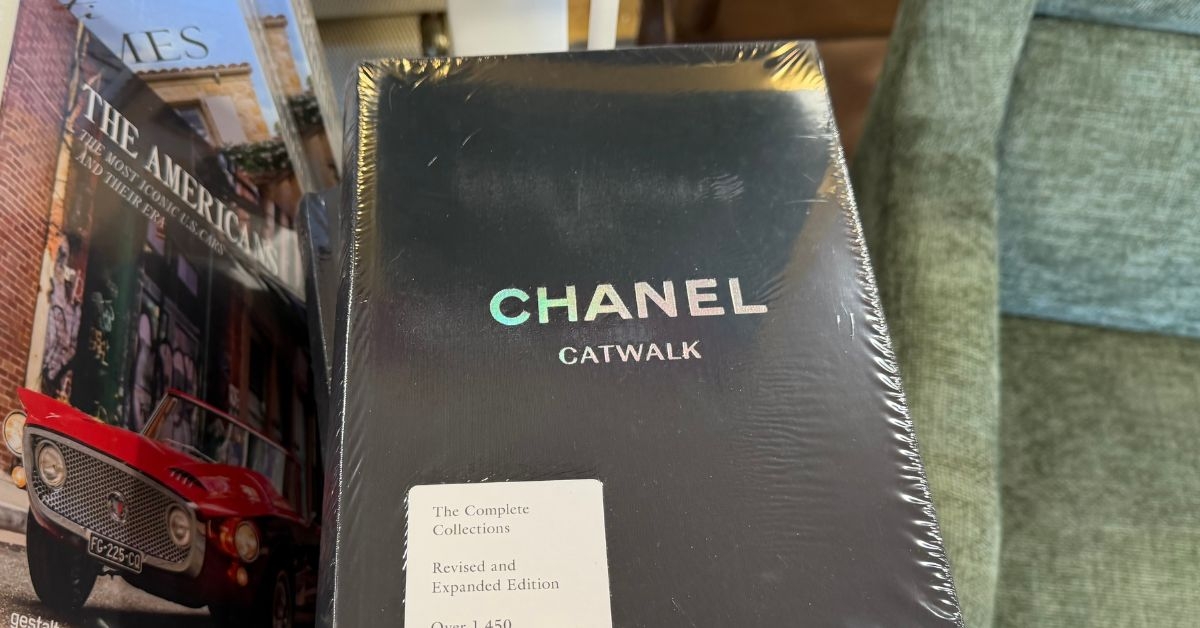 THE AMERICANS
THE MOST ICONIC U.S. CARS
AND THEIR ERA
FG-225-CQ
gestalt
CHANEL
CATWALK
The Complete
Collections
Revised and
Expanded Edition
Over 1,450